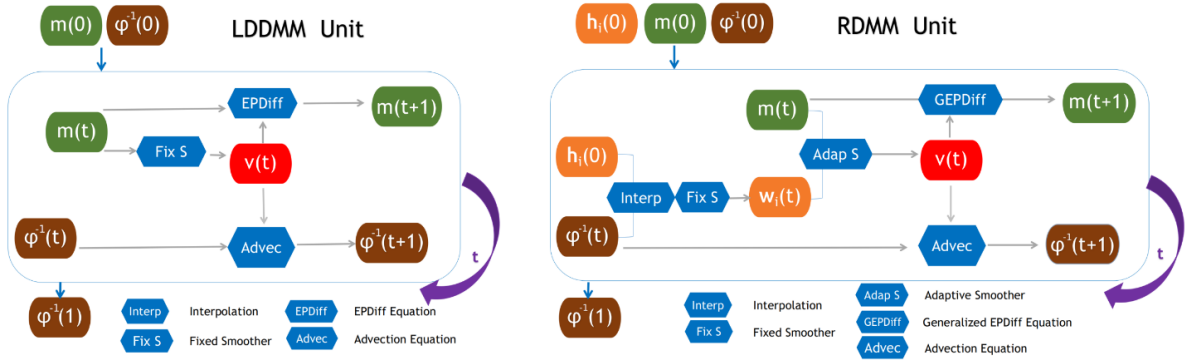 m(0) φ⁻¹(0) LDDMM Unit
EPDiff m(t+1)
m(t)
Fix S v(t)
φ⁻¹(t) Advec φ⁻¹(t+1)
t
φ⁻¹(1)
Interp Interpolation EPDiff EPDiff Equation
Fix S Fixed Smoother Advec Advection Equation
hᵢ(0) m(0) φ⁻¹(0) RDMM Unit
m(t) GEPDiff m(t+1)
hᵢ(0) Adap S v(t)
Interp Fix S wᵢ(t)
φ⁻¹(t) Advec φ⁻¹(t+1)
t
φ⁻¹(1)
Interp Interpolation
Fix S Fixed Smoother
Adap S Adaptive Smoother
GEPDiff Generalized EPDiff Equation
Advec Advection Equation